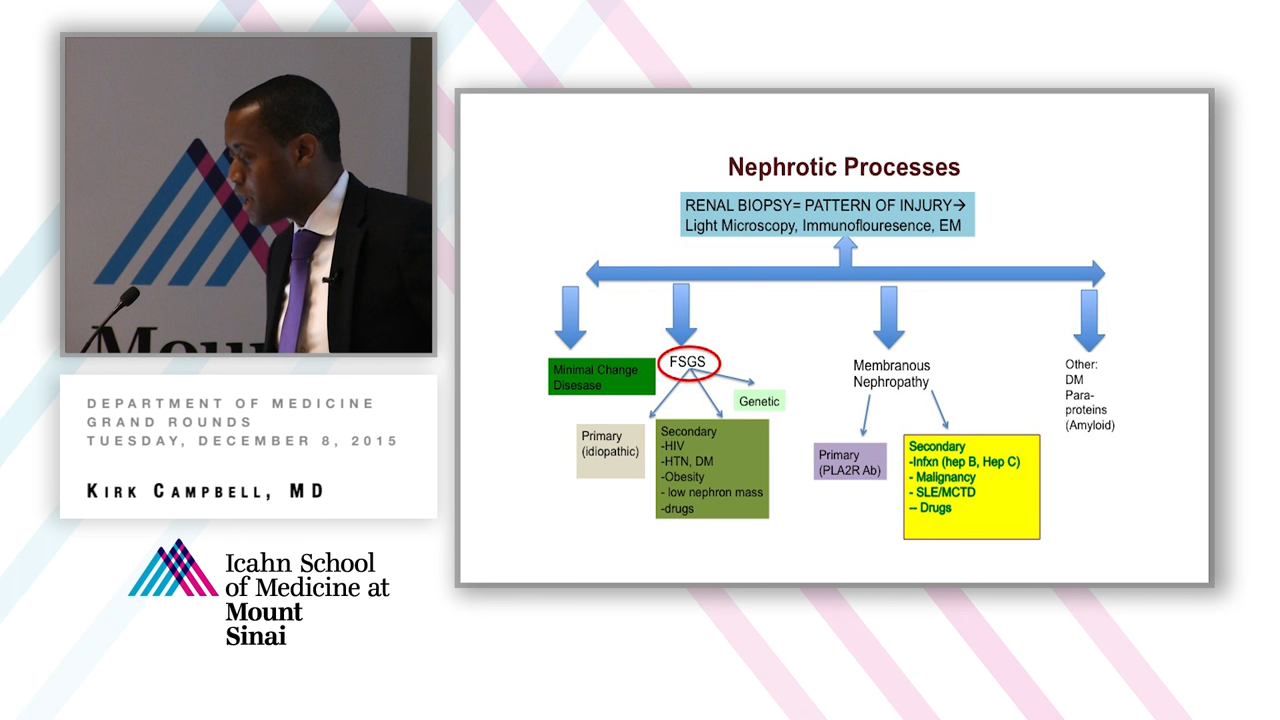 Moun
DEPARTMENT OF MEDICINE
GRAND ROUNDS
TUESDAY, DECEMBER 8, 2015
KIRK CAMPBELL, MD
Icahn School
of Medicine at
Mount
Sinai
Nephrotic Processes
RENAL BIOPSY= PATTERN OF INJURY→
Light Microscopy, Immunoflouresence, EM
Minimal Change
Disesase
FSGS
Genetic
Primary
(idiopathic)
Secondary
-HIV
-HTN, DM
-Obesity
- low nephron mass
-drugs
Membranous
Nephropathy
Primary
(PLA2R Ab)
Secondary
-Infxn (hep B, Hep C)
- Malignancy
- SLE/MCTD
-- Drugs
Other:
DM
Para-
proteins
(Amyloid)